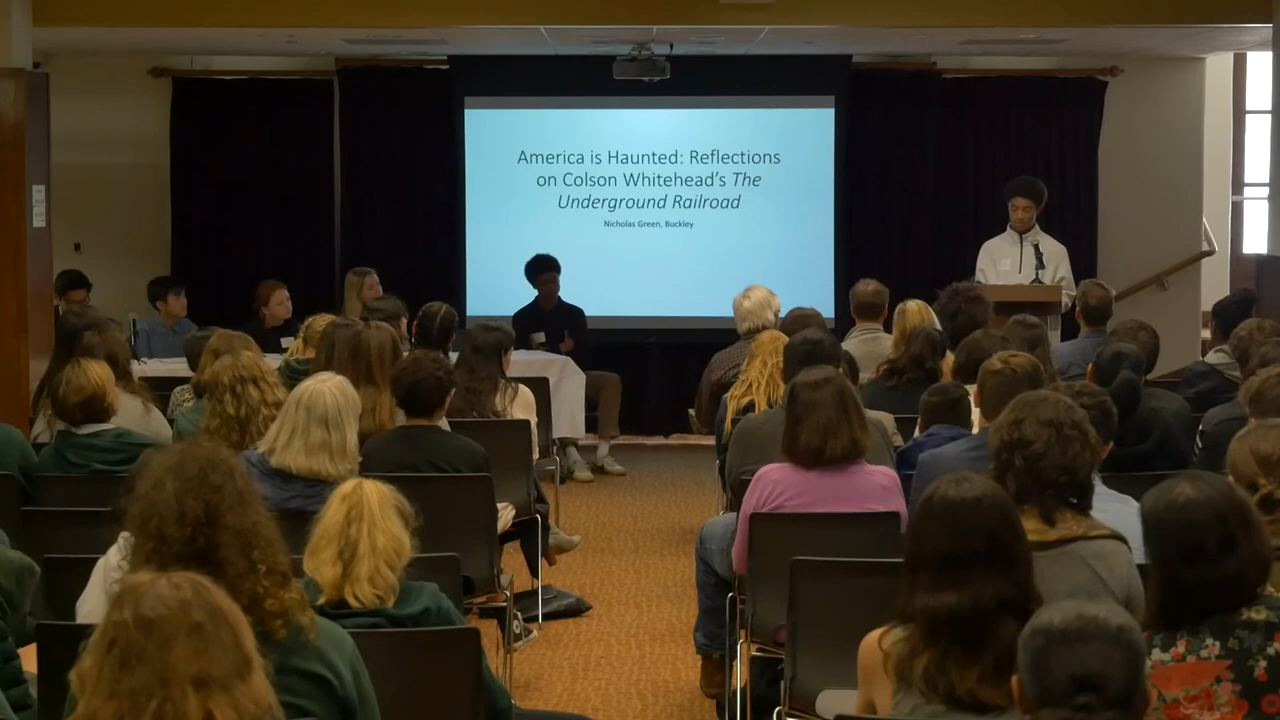 America is Haunted: Reflections
on Colson Whitehead's The
Underground Railroad
Nicholas Green, Buckley